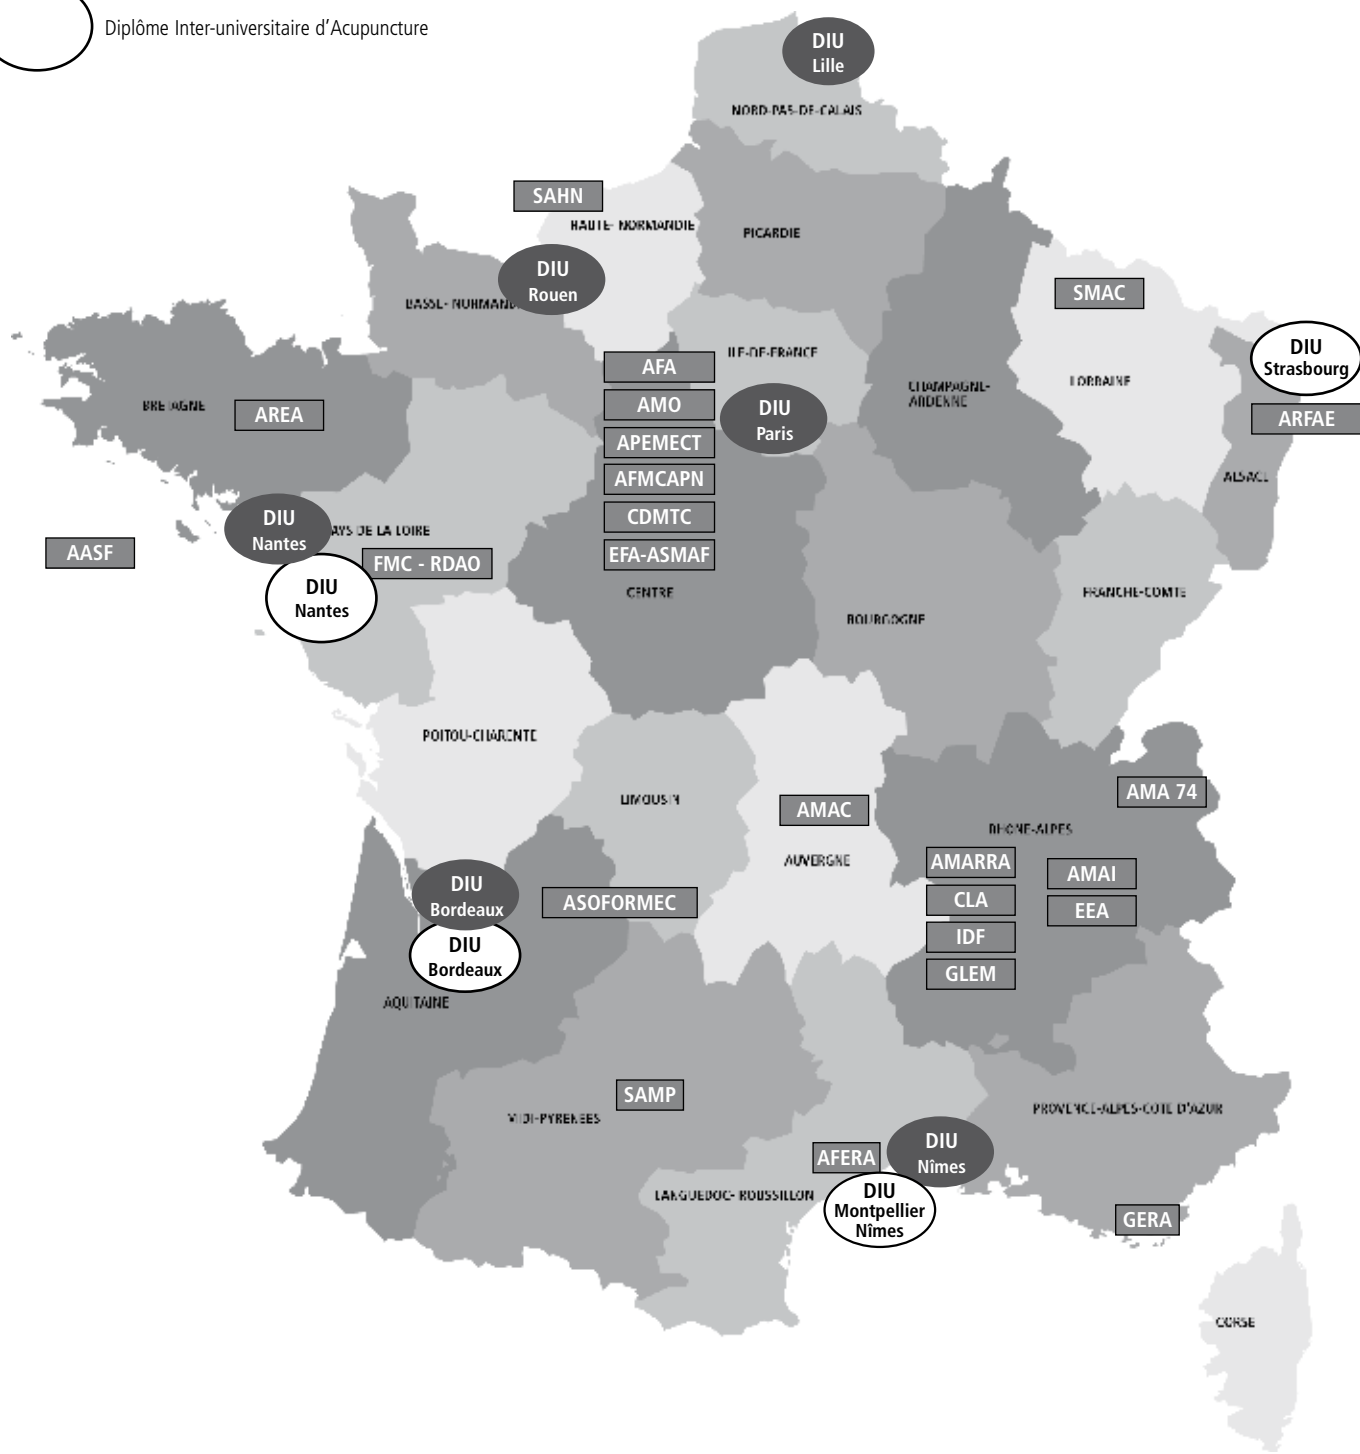 Diplôme Inter-universitaire d'Acupuncture
DIU
Lille
NORD-PAS-DE-CALAIS
SAHN
HAUTE- NORMANDIE
PICARDIE
DIU
Rouen
BASSE- NORMAND
SMAC
ILE-DE-FRANCE
DIU
Strasbourg
AFA
AMO
APEMECT
AFMCAPN
CDMTC
EFA-ASMAF
DIU
Paris
CHAMPAGNE-
ARDENNE
LORRAINE
ARFAE
ALSACE
BRETAGNE
AREA
DIU
Nantes
AYS DE LA LOIRE
AASF
FMC - RDAO
DIU
Nantes
CENTRE
BOURGOGNE
FRANCHE-COMTE
POITOU-CHARENTE
LIMOUSIN
AMAC
AUVERGNE
AMA 74
RHONE-ALPES
AMARRA
CLA
IDF
GLEM
AMAI
EEA
DIU
Bordeaux
ASOFORMEC
DIU
Bordeaux
AQUITAINE
SAMP
MIDI-PYRENEES
PROVENCE-ALPES-COTE D'AZUR
AFERA
DIU
Nîmes
LANGUEDOC- ROUSSILLON
DIU
Montpellier
Nîmes
GERA
CORSE